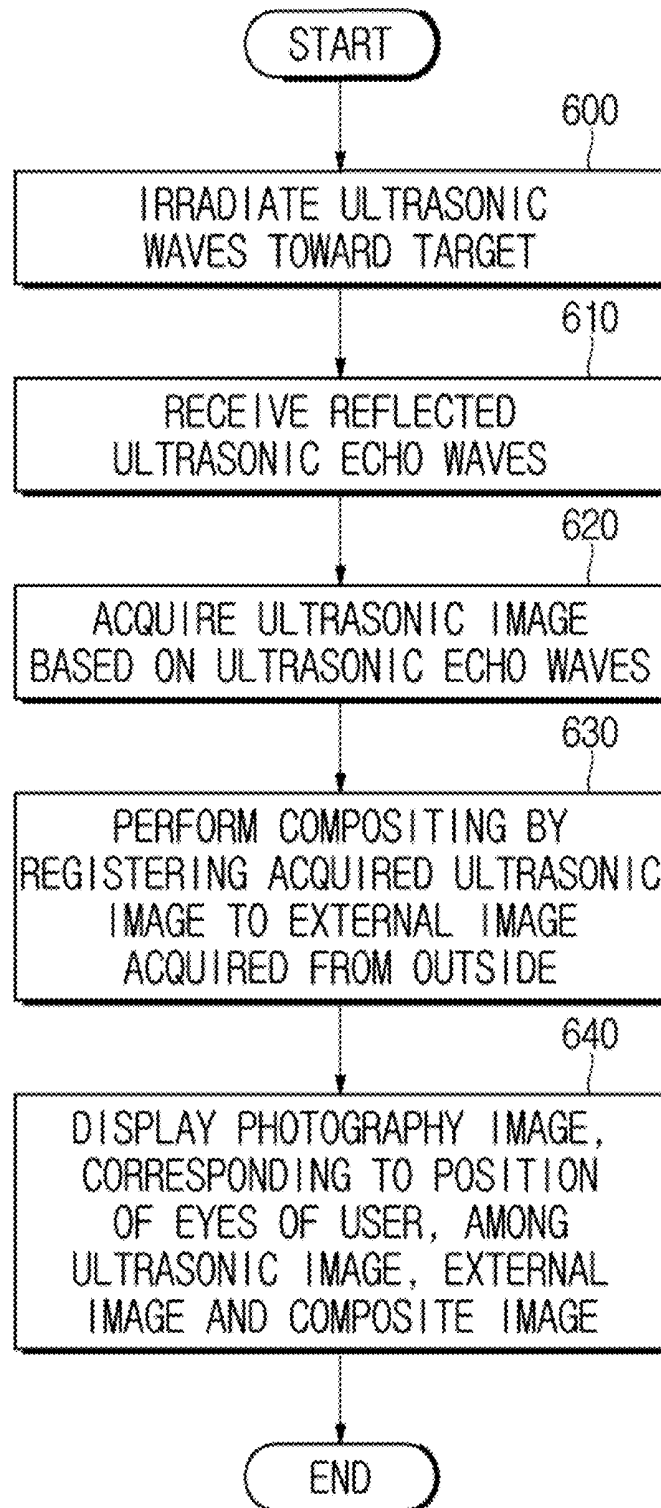 START
600
IRRADIATE ULTRASONIC
WAVES TOWARD TARGET
610
RECEIVE REFLECTED
ULTRASONIC ECHO WAVES
620
ACQUIRE ULTRASONIC IMAGE
BASED ON ULTRASONIC ECHO WAVES
630
PERFORM COMPOSITING BY
REGISTERING ACQUIRED ULTRASONIC
IMAGE TO EXTERNAL IMAGE
ACQUIRED FROM OUTSIDE
640
DISPLAY PHOTOGRAPHY IMAGE,
CORRESPONDING TO POSITION
OF EYES OF USER, AMONG
ULTRASONIC IMAGE, EXTERNAL
IMAGE AND COMPOSITE IMAGE
END